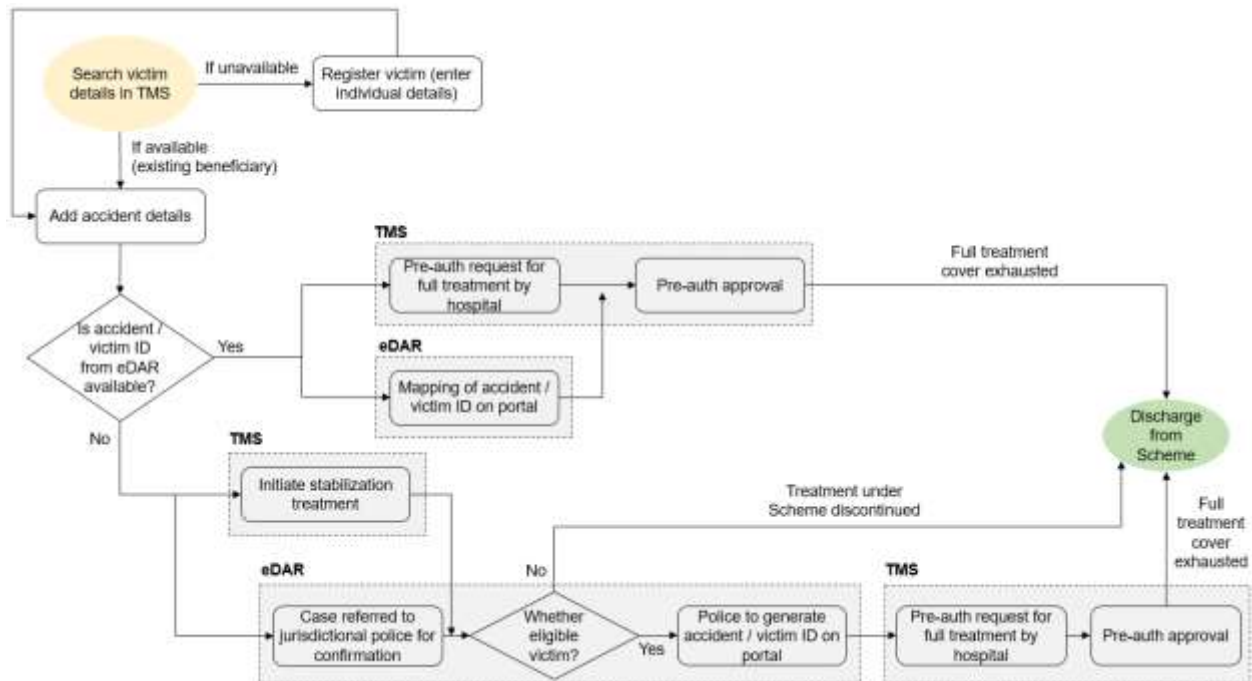 Search victim
details in TMS
If unavailable
Register victim (enter
individual details)
If available
(existing beneficiary)
Add accident details
Is accident /
victim ID
from eDAR
available?
Yes
TMS
Pre-auth request for
full treatment by
hospital
Pre-auth approval
Full treatment
cover exhausted
eDAR
Mapping of accident /
victim ID on portal
No
TMS
Initiate stabilization
treatment
Discharge
from
Scheme
Treatment under
Scheme discontinued
Full
treatment
cover
exhausted
eDAR
No
Case referred to
jurisdictional police for
confirmation
Whether
eligible
victim?
Yes
Police to generate
accident / victim ID on
portal
TMS
Pre-auth request for
full treatment by
hospital
Pre-auth approval